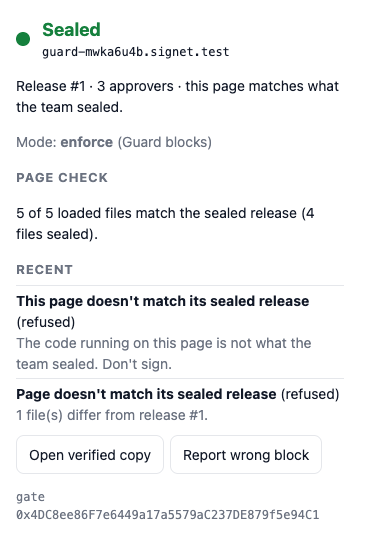 Sealed
guard-mwka6u4b.signet.test
Release #1 · 3 approvers · this page matches what
the team sealed.
Mode: enforce (Guard blocks)
PAGE CHECK
5 of 5 loaded files match the sealed release (4
files sealed).
RECENT
This page doesn't match its sealed release
(refused)
The code running on this page is not what the
team sealed. Don't sign.
Page doesn't match its sealed release (refused)
1 file(s) differ from release #1.
Open verified copy Report wrong block
gate
0x4DC8ee86F7e6449a17a5579aC237DE879f5e94C1